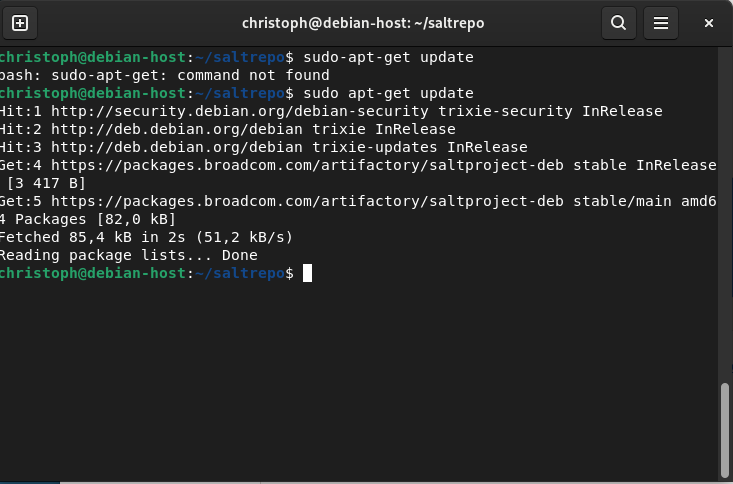 christoph@debian-host: ~/saltrepo
christoph@debian-host:~/saltrepo$ sudo-apt-get update
bash: sudo-apt-get: command not found
christoph@debian-host:~/saltrepo$ sudo apt-get update
Hit:1 http://security.debian.org/debian-security trixie-security InRelease
Hit:2 http://deb.debian.org/debian trixie InRelease
Hit:3 http://deb.debian.org/debian trixie-updates InRelease
Get:4 https://packages.broadcom.com/artifactory/saltproject-deb stable InRelease
 [3 417 B]
Get:5 https://packages.broadcom.com/artifactory/saltproject-deb stable/main amd6
4 Packages [82,0 kB]
Fetched 85,4 kB in 2s (51,2 kB/s)
Reading package lists... Done
christoph@debian-host:~/saltrepo$